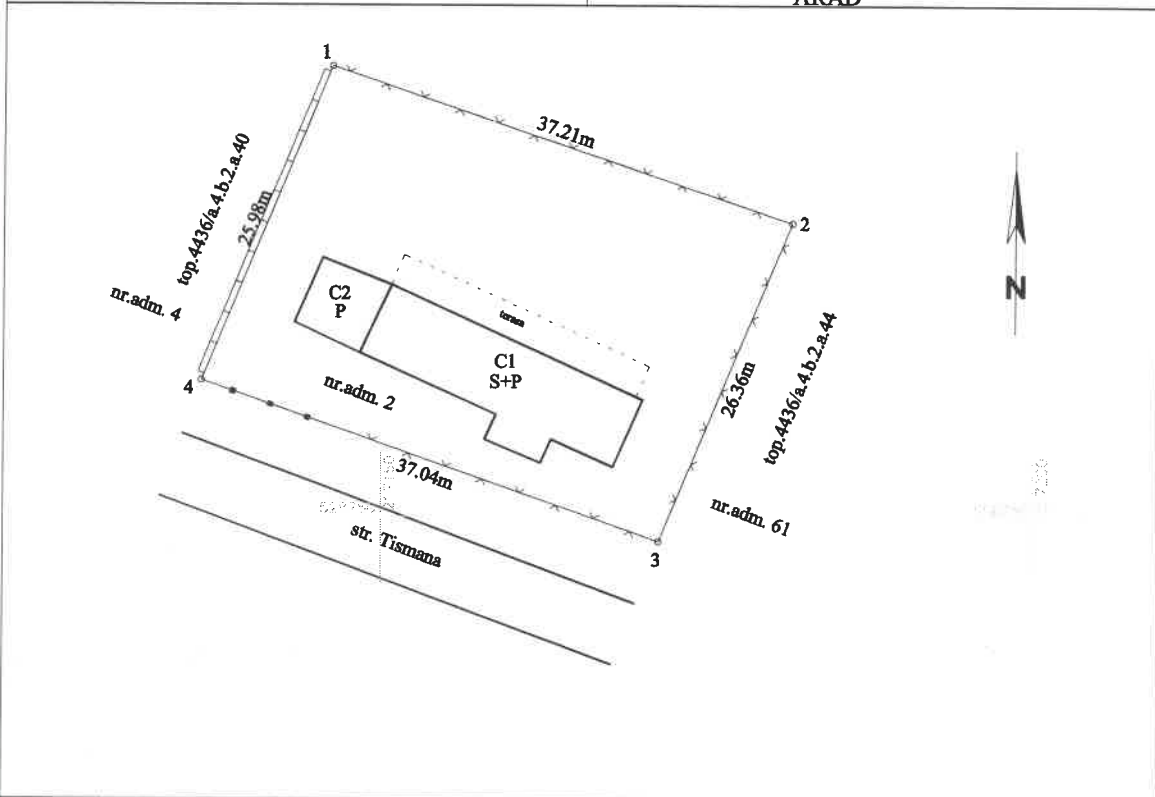 ARAD
1
37.21m
2
top.4436/a.4.b.2.a.40
25.98m
N
C2
P
terasa
nr.adm. 4
C1
S+P
top.4436/a.4.b.2.a.44
26.36m
4
nr.adm. 2
37.04m
nr.adm. 61
str. Tismana
3